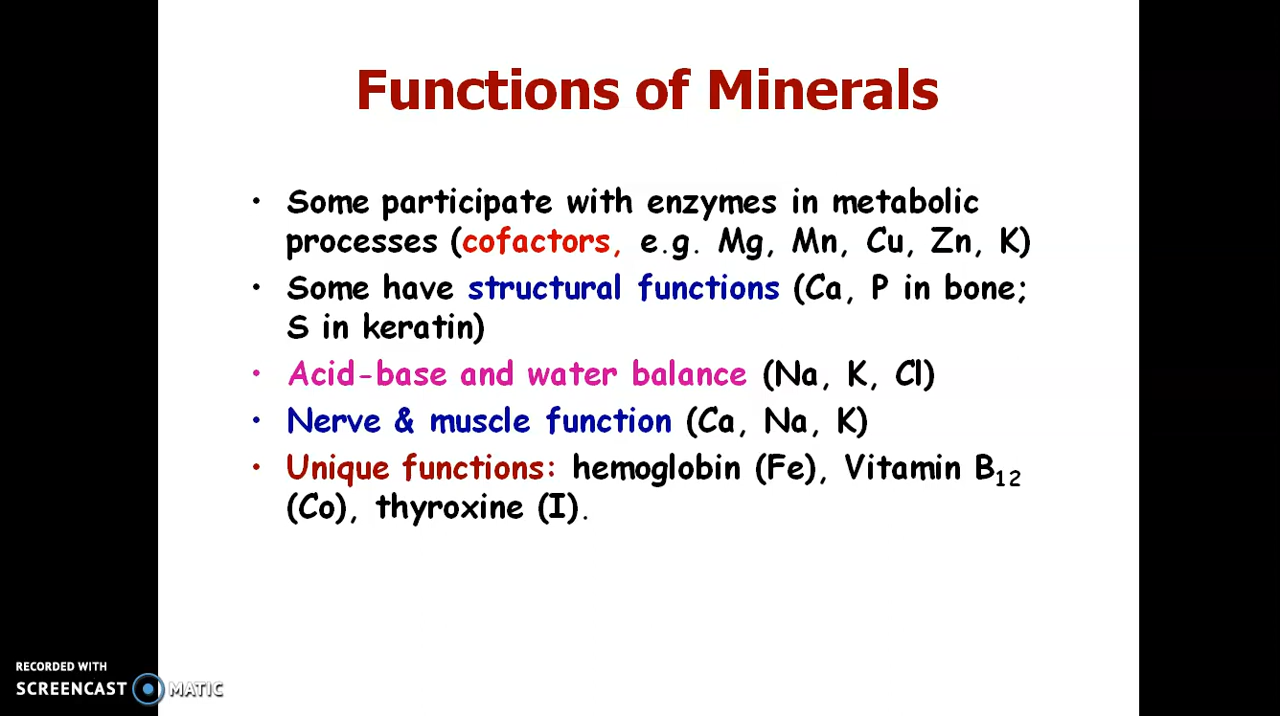 Functions of Minerals
• Some participate with enzymes in metabolic
processes (cofactors, e.g. Mg, Mn, Cu, Zn, K)
• Some have structural functions (Ca, P in bone;
S in keratin)
• Acid-base and water balance (Na, K, Cl)
• Nerve & muscle function (Ca, Na, K)
• Unique functions: hemoglobin (Fe), Vitamin B₁₂
(Co), thyroxine (I).
RECORDED WITH
SCREENCAST MATIC